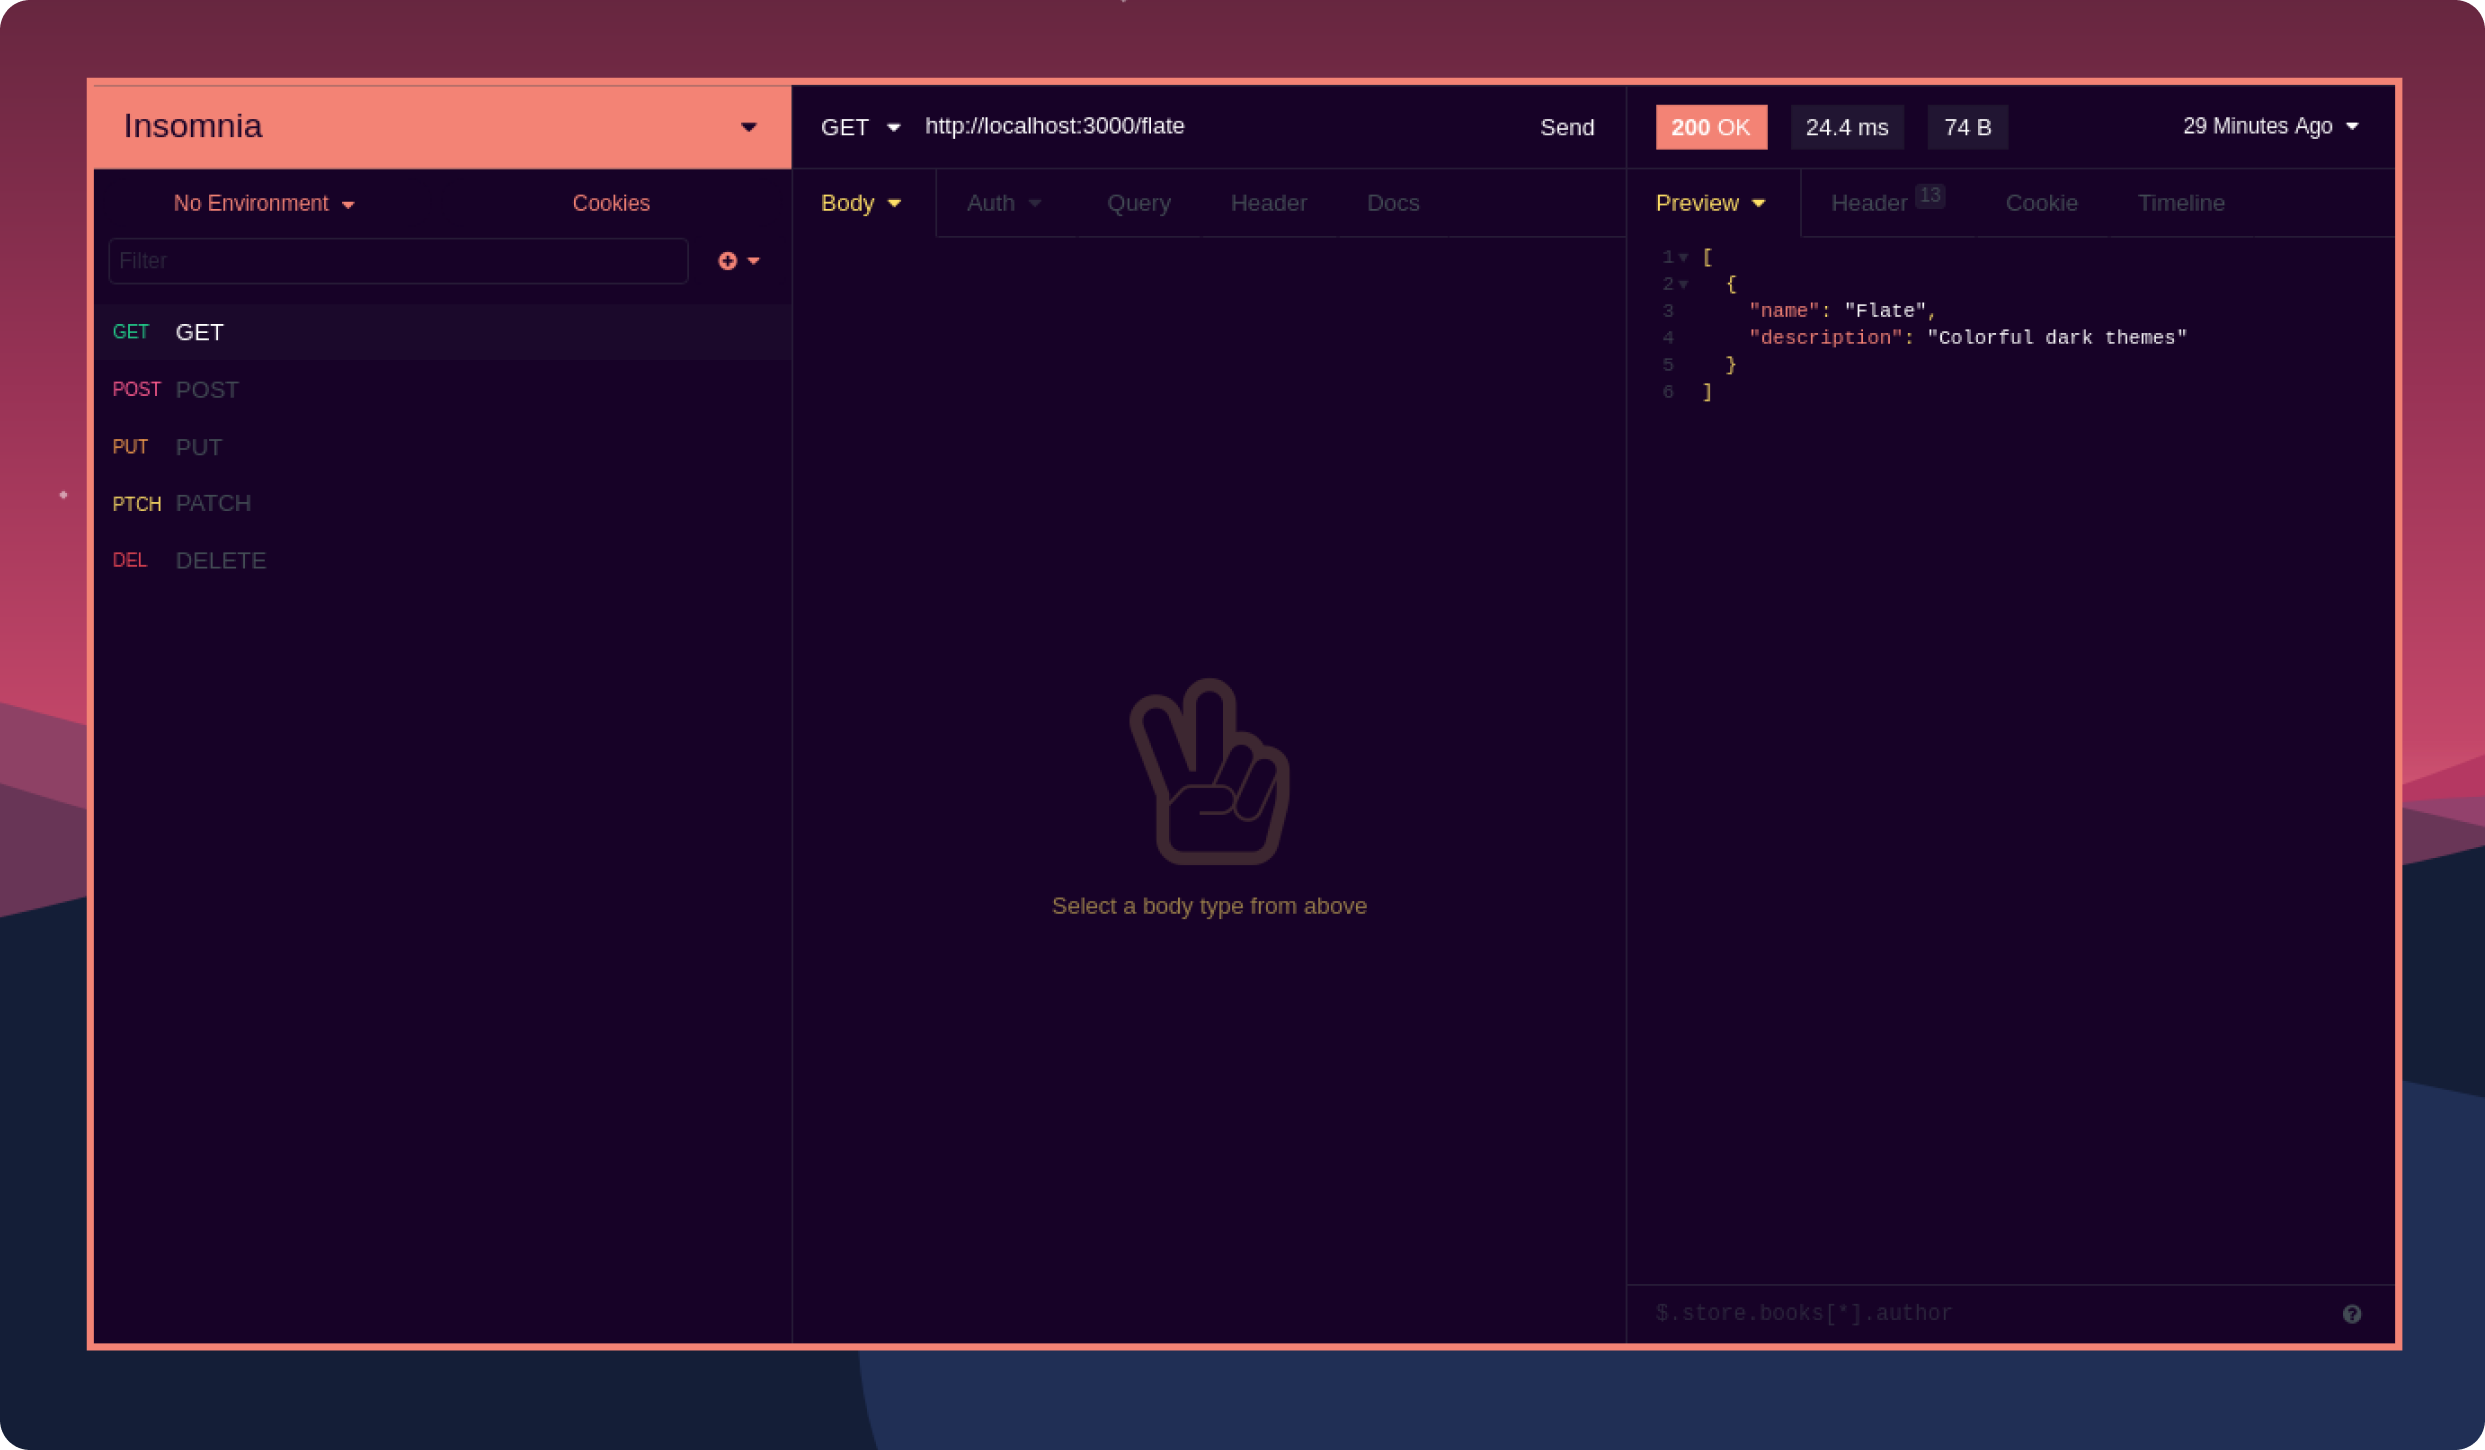 Insomnia
No Environment
Cookies
Filter
GET GET
POST POST
PUT PUT
PTCH PATCH
DEL DELETE
GET http://localhost:3000/flate Send
Body Auth Query Header Docs
Select a body type from above
200 OK 24.4 ms 74 B 29 Minutes Ago
Preview Header 13 Cookie Timeline
1 [
2 {
3 "name": "Flate",
4 "description": "Colorful dark themes"
5 }
6 ]
$.store.books[*].author ?